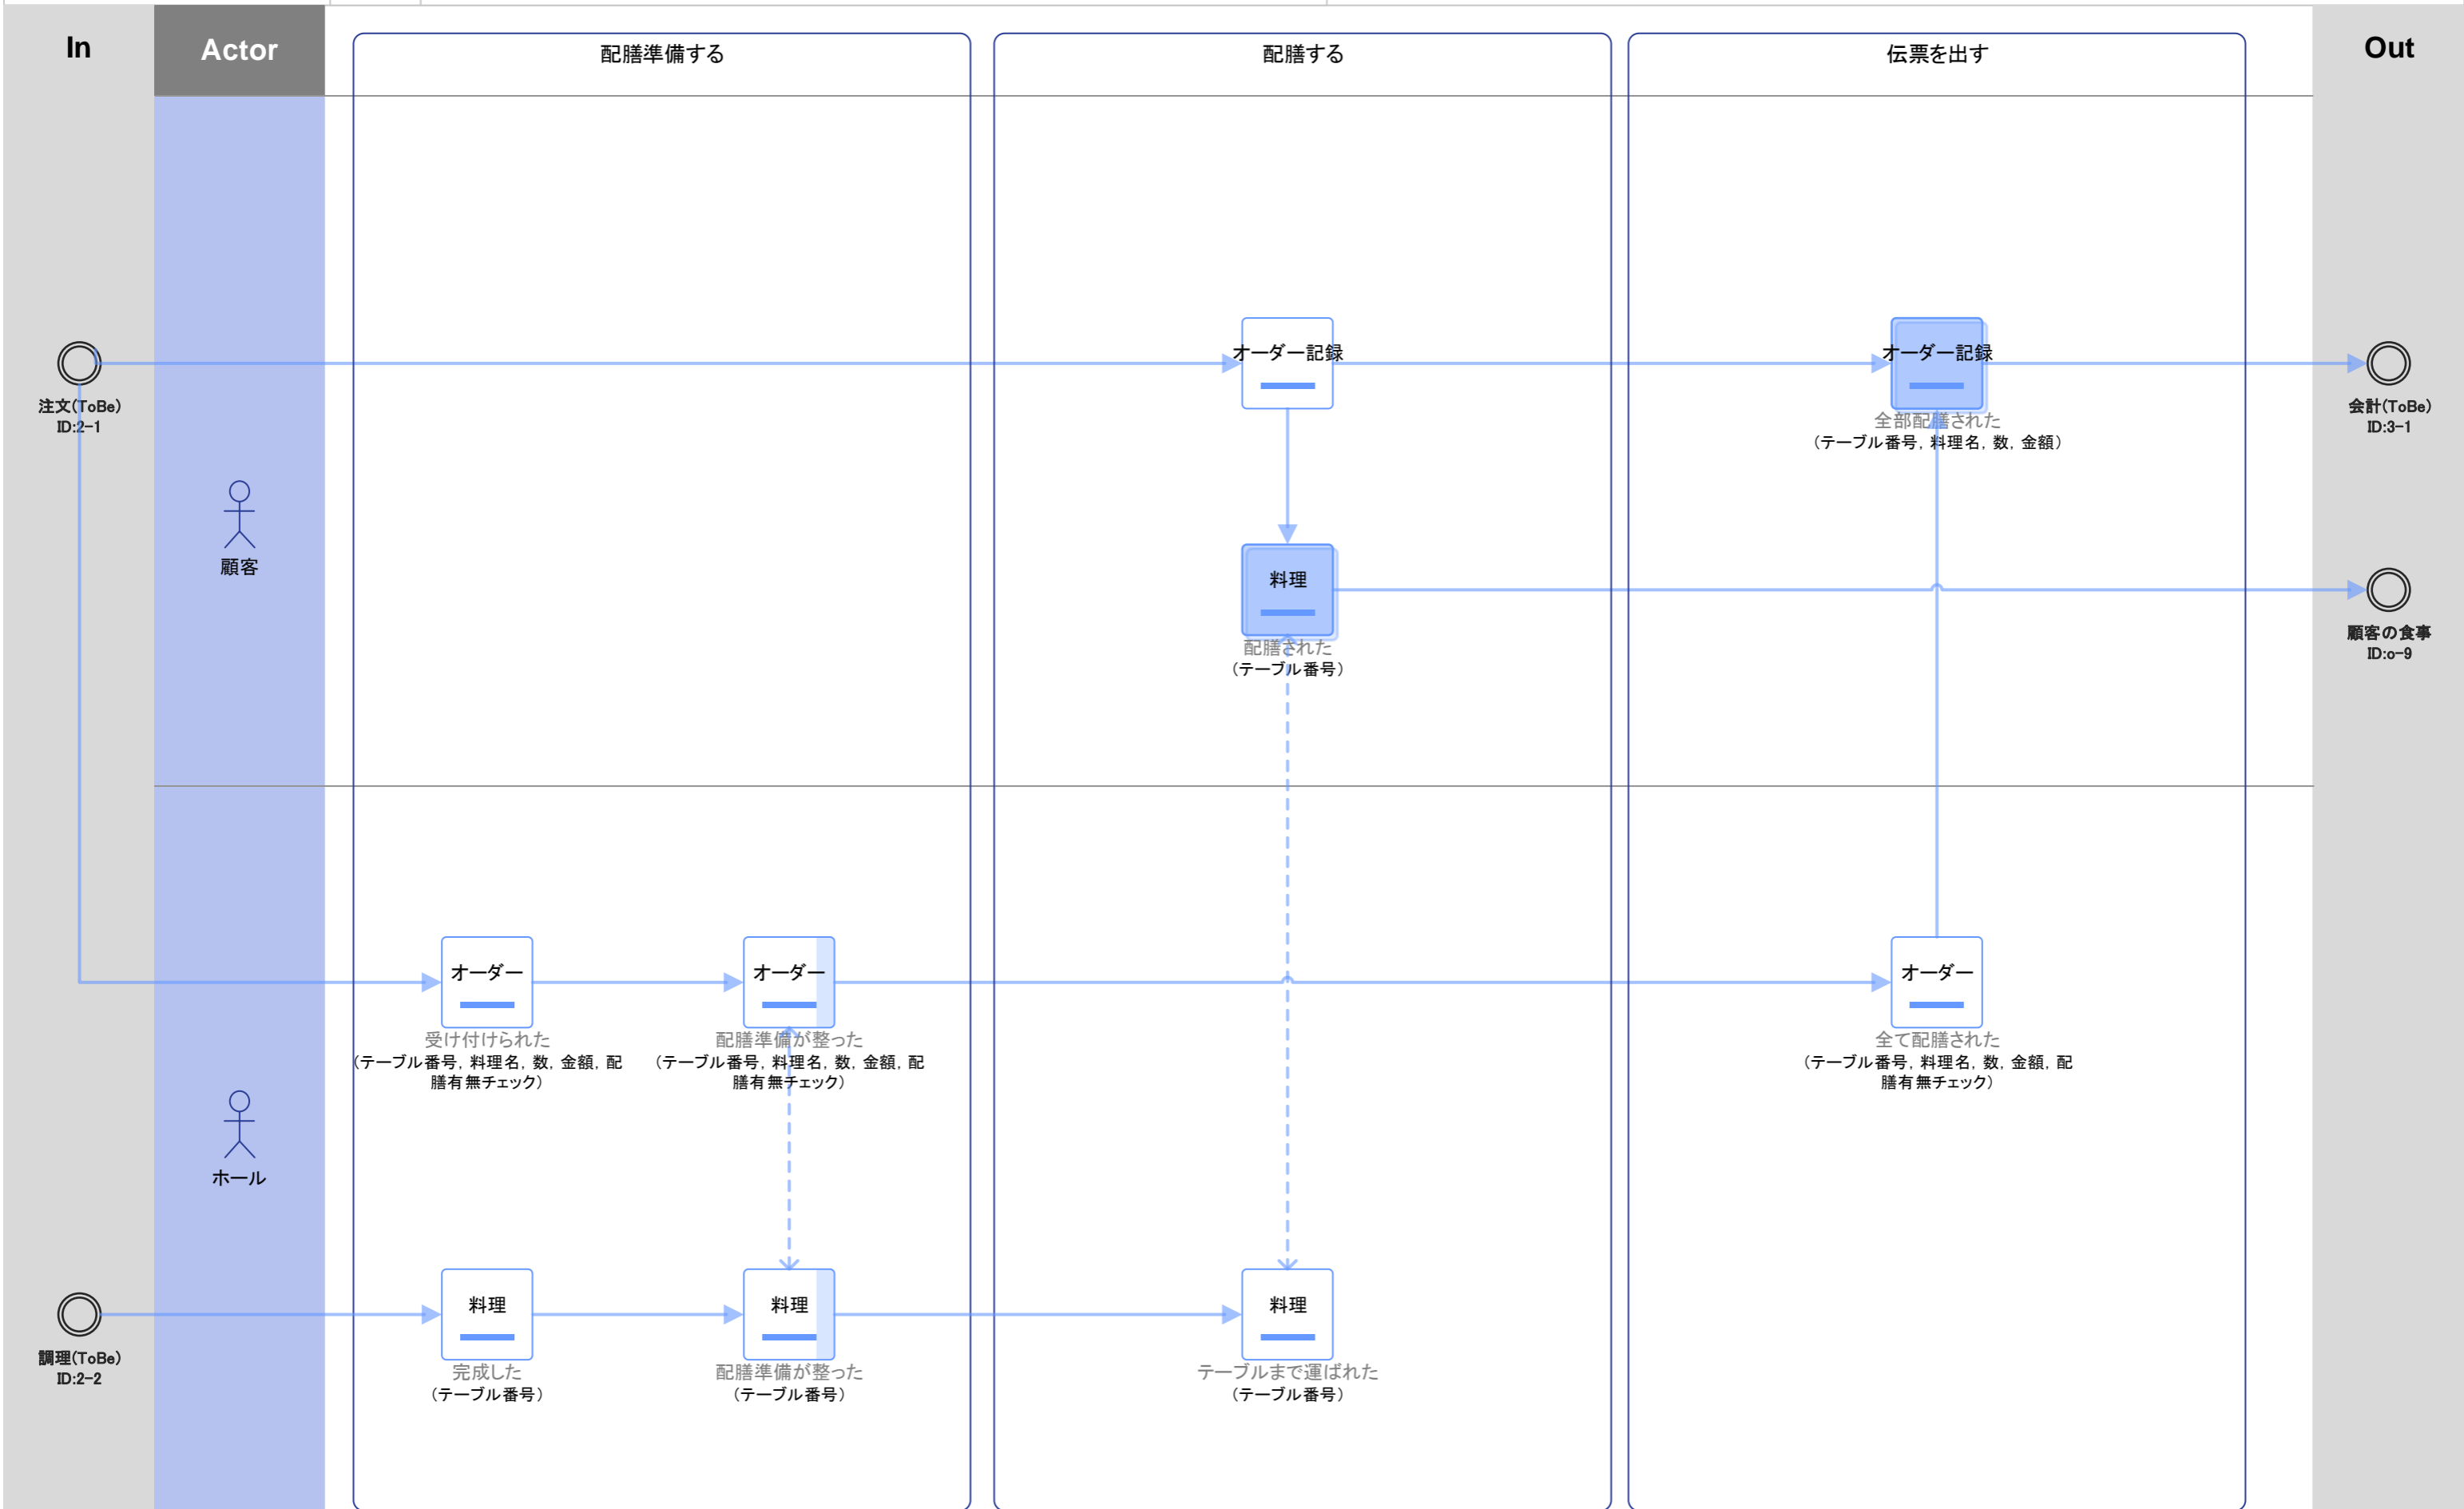 In
Actor
配膳準備する
配膳する
伝票を出す
Out
オーダー記録
オーダー記録
注文(ToBe)
ID:2-1
全部配膳された
(テーブル番号, 料理名, 数, 金額)
会計(ToBe)
ID:3-1
顧客
料理
配膳された
(テーブル番号)
顧客の食事
ID:o-9
オーダー
受け付けられた
(テーブル番号, 料理名, 数, 金額, 配
膳有無チェック)
オーダー
配膳準備が整った
(テーブル番号, 料理名, 数, 金額, 配
膳有無チェック)
オーダー
全て配膳された
(テーブル番号, 料理名, 数, 金額, 配
膳有無チェック)
ホール
調理(ToBe)
ID:2-2
料理
完成した
(テーブル番号)
料理
配膳準備が整った
(テーブル番号)
料理
テーブルまで運ばれた
(テーブル番号)